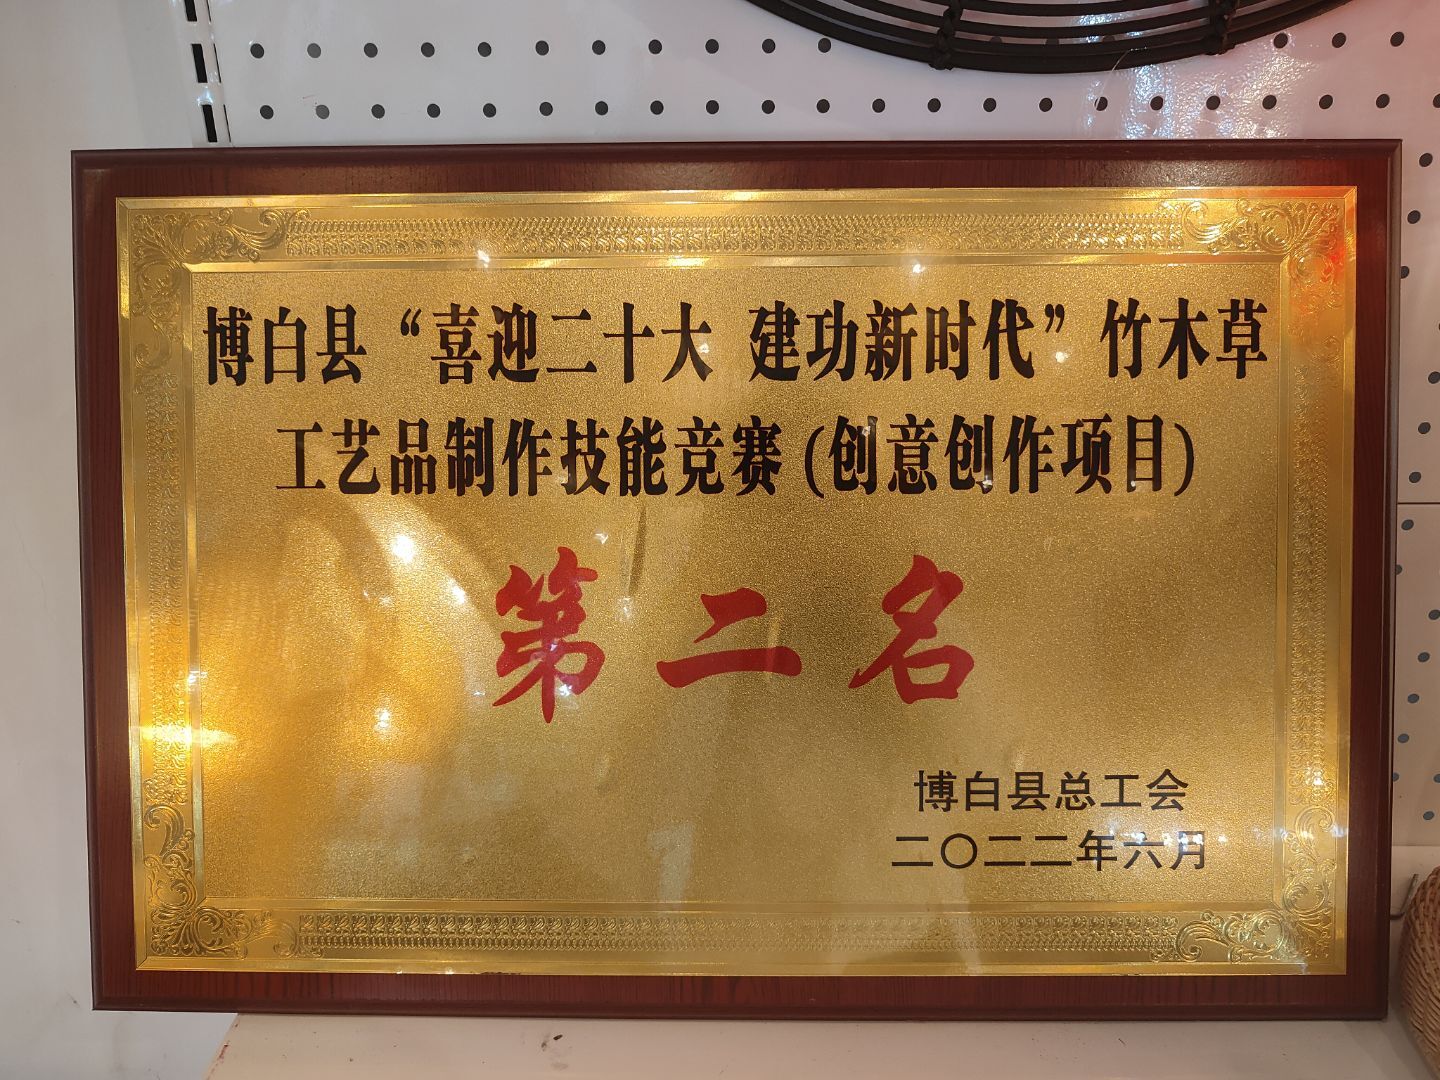 博白县“喜迎二十大 建功新时代”竹木草
工艺品制作技能竞赛(创意创作项目)
第二名
博白县总工会
二〇二二年六月